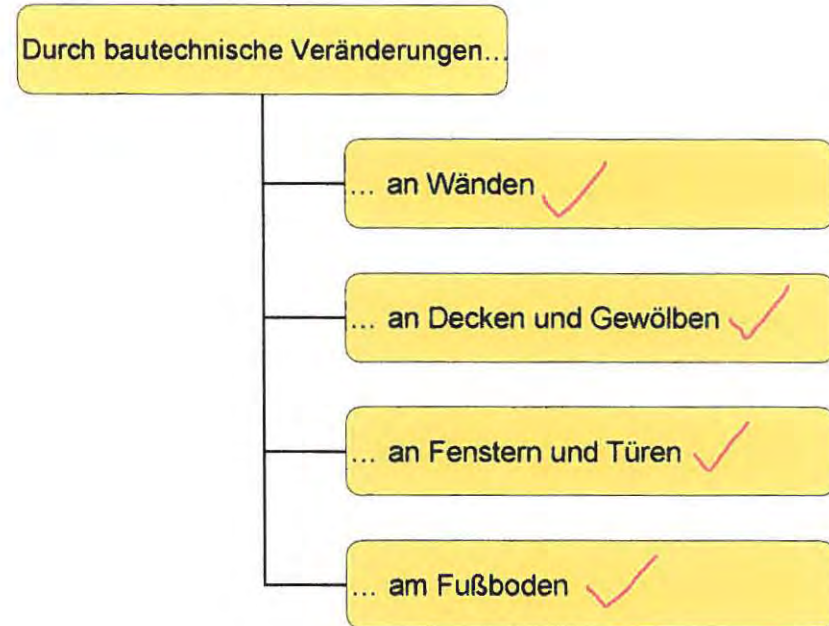 Durch bautechnische Veränderungen...
... an Wänden
... an Decken und Gewölben
... an Fenstern und Türen
... am Fußboden